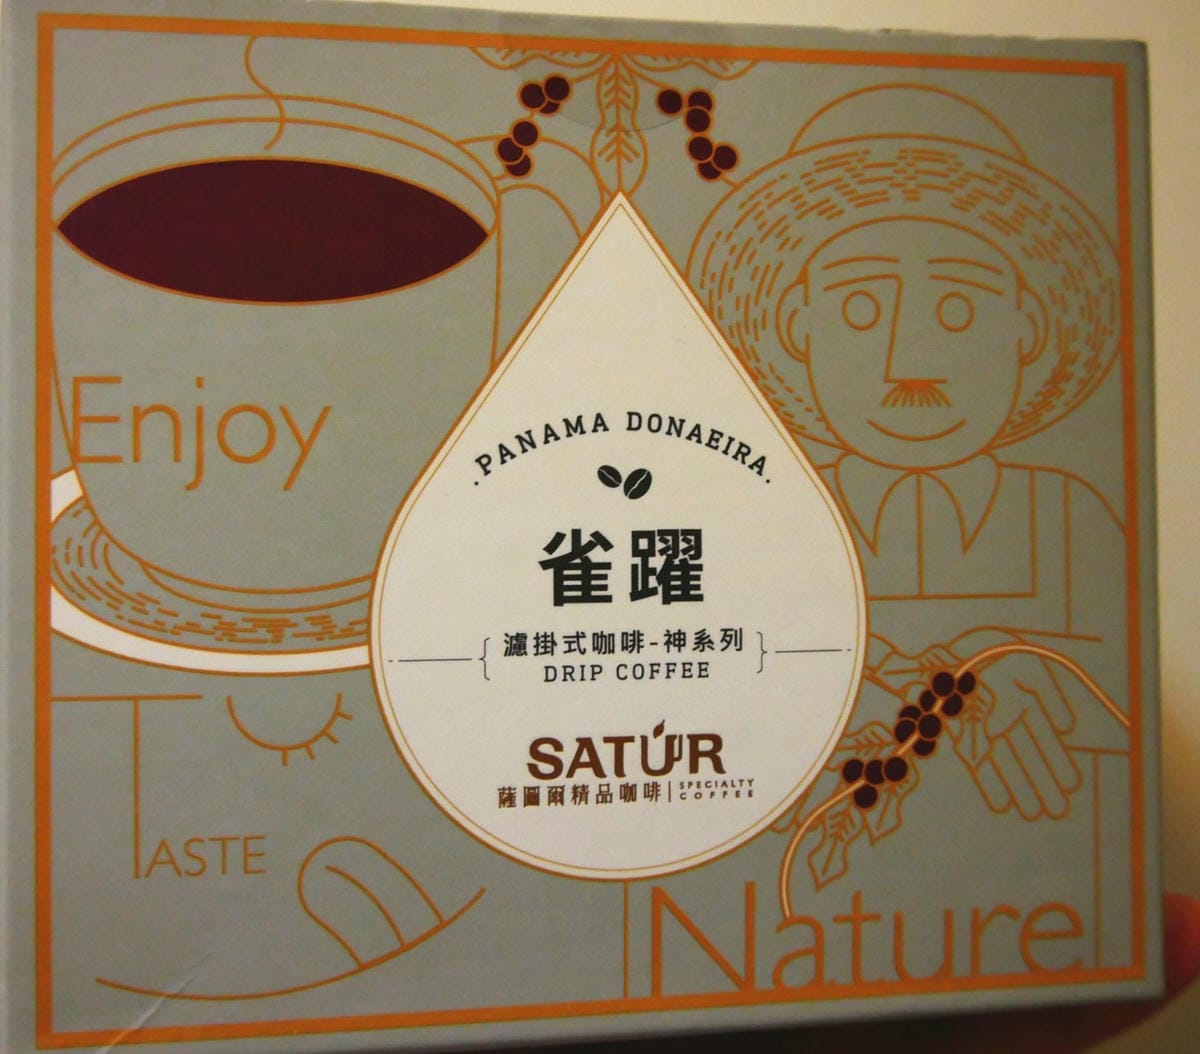 Enjoy
·PANAMA DONAEIRA·
雀躍
濾掛式咖啡-神系列
DRIP COFFEE
SATÚR
薩圖爾精品咖啡|SPECIALTY
COFFEE
TASTE
Nature